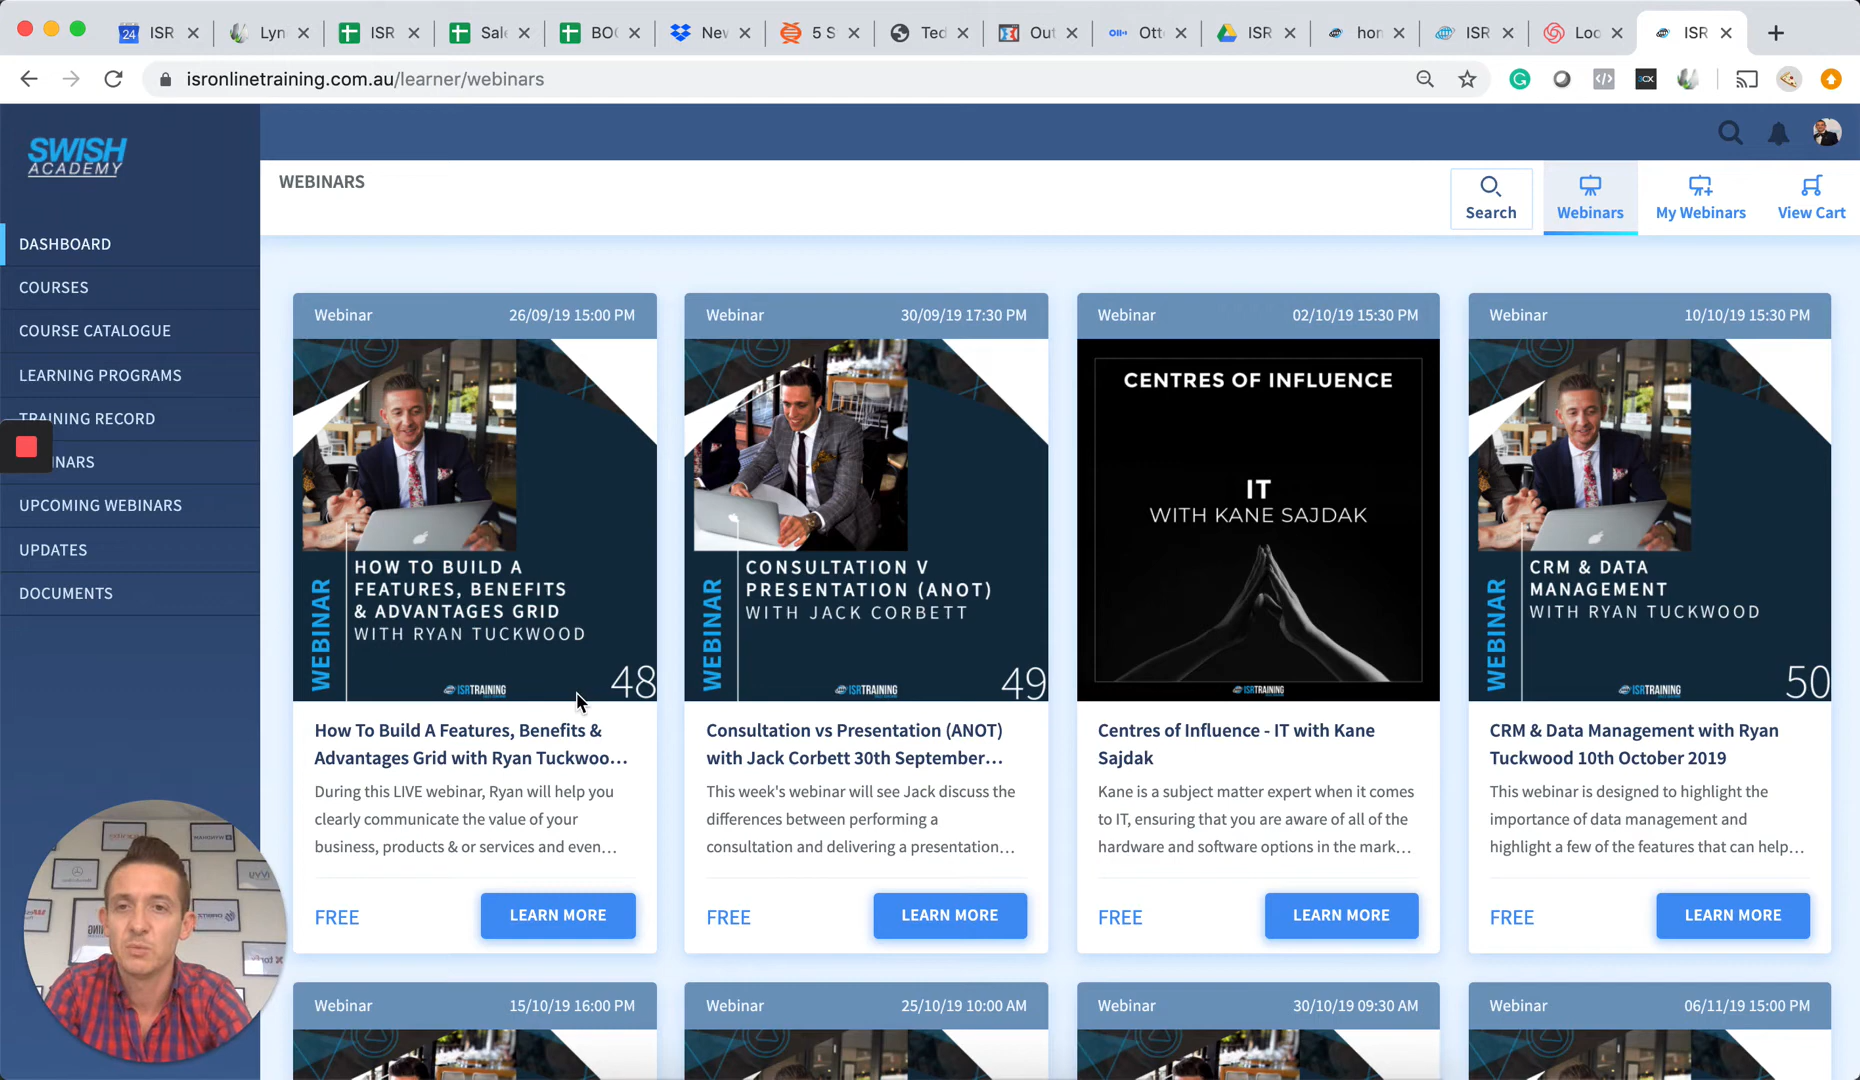 24 ISR
Lyn
ISR
Sale
BOO
New
5 S
Ted
Out
Otte
ISR
hon
ISR
Loo
ISR
isronlinetraining.com.au/learner/webinars
3CX
SWISH
ACADEMY
DASHBOARD
COURSES
COURSE CATALOGUE
LEARNING PROGRAMS
TRAINING RECORD
INARS
UPCOMING WEBINARS
UPDATES
DOCUMENTS
WEBINARS
Search
Webinars
My Webinars
View Cart
Webinar 26/09/19 15:00 PM
WEBINAR
HOW TO BUILD A
FEATURES, BENEFITS
& ADVANTAGES GRID
WITH RYAN TUCKWOOD
ISRTRAINING
48
How To Build A Features, Benefits &
Advantages Grid with Ryan Tuckwoo...
During this LIVE webinar, Ryan will help you
clearly communicate the value of your
business, products & or services and even...
FREE LEARN MORE
Webinar 30/09/19 17:30 PM
WEBINAR
CONSULTATION V
PRESENTATION (ANOT)
WITH JACK CORBETT
ISRTRAINING
49
Consultation vs Presentation (ANOT)
with Jack Corbett 30th September...
This week's webinar will see Jack discuss the
differences between performing a
consultation and delivering a presentation...
FREE LEARN MORE
Webinar 02/10/19 15:30 PM
CENTRES OF INFLUENCE
IT
WITH KANE SAJDAK
ISRTRAINING
Centres of Influence - IT with Kane
Sajdak
Kane is a subject matter expert when it comes
to IT, ensuring that you are aware of all of the
hardware and software options in the mark...
FREE LEARN MORE
Webinar 10/10/19 15:30 PM
WEBINAR
CRM & DATA
MANAGEMENT
WITH RYAN TUCKWOOD
ISRTRAINING
50
CRM & Data Management with Ryan
Tuckwood 10th October 2019
This webinar is designed to highlight the
importance of data management and
highlight a few of the features that can help...
FREE LEARN MORE
Webinar 15/10/19 16:00 PM
Webinar 25/10/19 10:00 AM
Webinar 30/10/19 09:30 AM
Webinar 06/11/19 15:00 PM